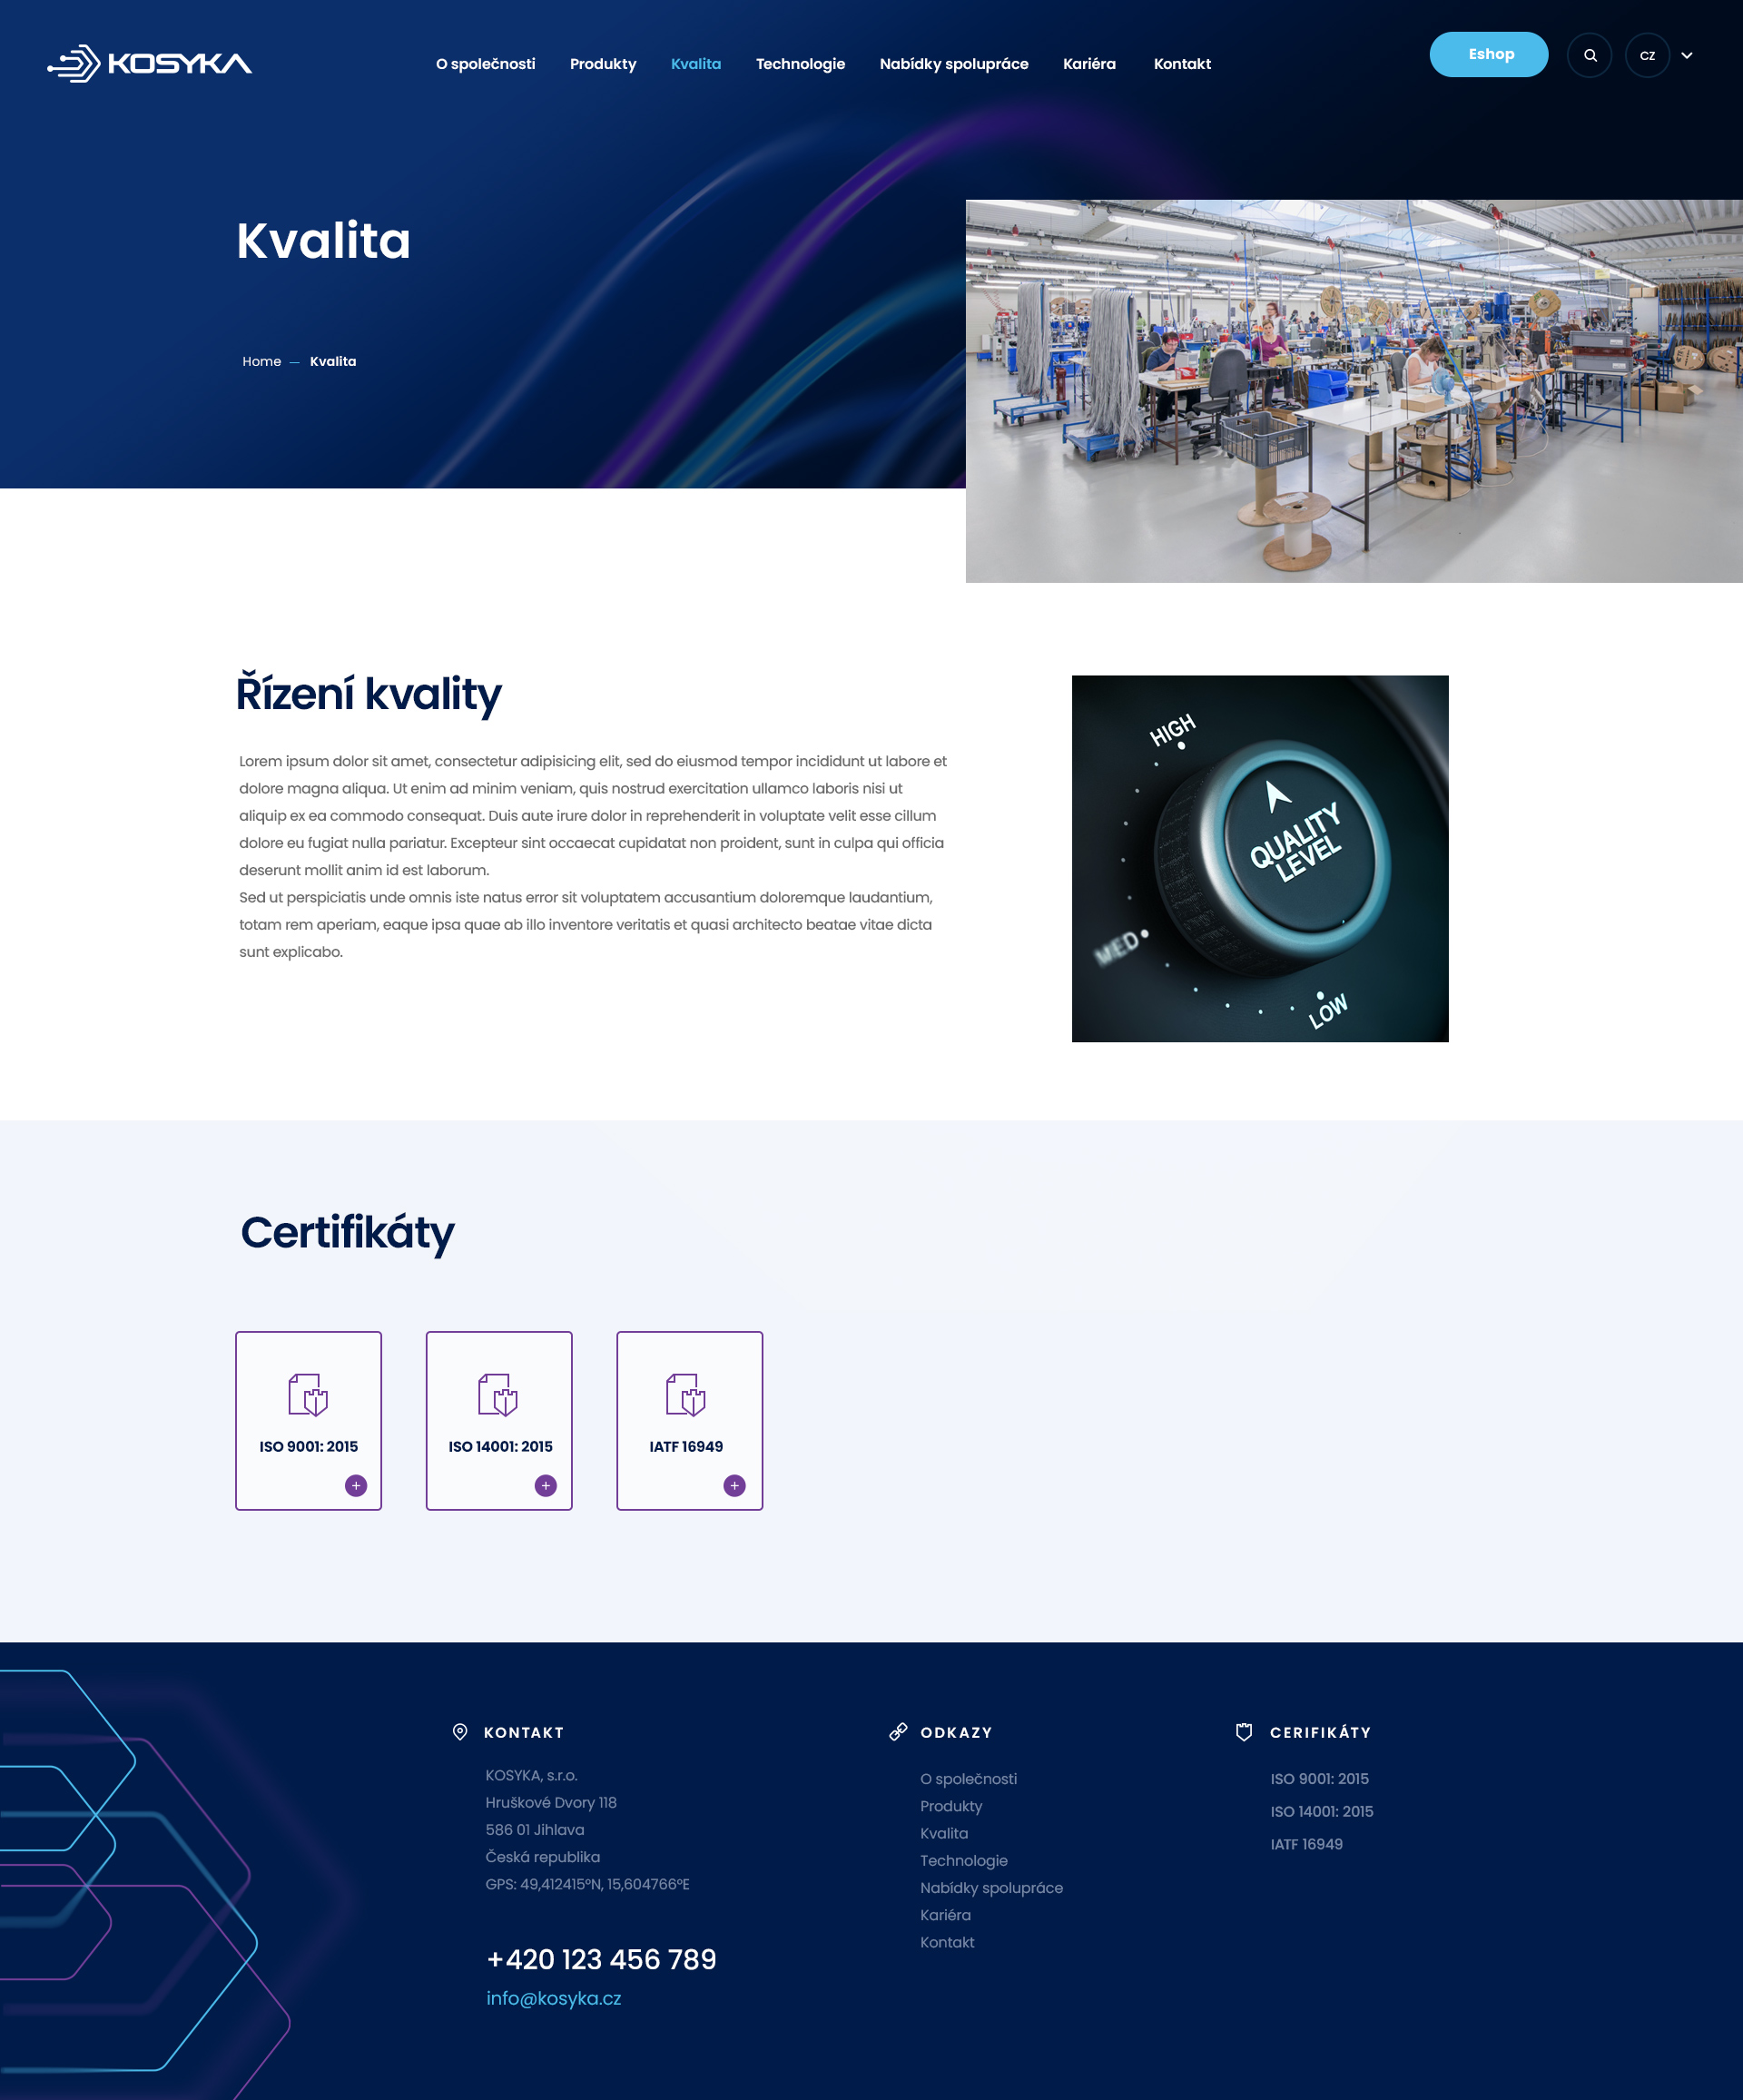 KOSYKA
O společnosti
Produkty
Kvalita
Technologie
Nabídky spolupráce
Kariéra
Kontakt
Eshop
CZ
Kvalita
Home — Kvalita
Řízení kvality
Lorem ipsum dolor sit amet, consectetur adipisicing elit, sed do eiusmod tempor incididunt ut labore et
dolore magna aliqua. Ut enim ad minim veniam, quis nostrud exercitation ullamco laboris nisi ut
aliquip ex ea commodo consequat. Duis aute irure dolor in reprehenderit in voluptate velit esse cillum
dolore eu fugiat nulla pariatur. Excepteur sint occaecat cupidatat non proident, sunt in culpa qui officia
deserunt mollit anim id est laborum.
Sed ut perspiciatis unde omnis iste natus error sit voluptatem accusantium doloremque laudantium,
totam rem aperiam, eaque ipsa quae ab illo inventore veritatis et quasi architecto beatae vitae dicta
sunt explicabo.
HIGH
QUALITY
LEVEL
MED
LOW
Certifikáty
ISO 9001: 2015
ISO 14001: 2015
IATF 16949
KONTAKT
KOSYKA, s.r.o.
Hruškové Dvory 118
586 01 Jihlava
Česká republika
GPS: 49,412415°N, 15,604766°E
+420 123 456 789
info@kosyka.cz
ODKAZY
O společnosti
Produkty
Kvalita
Technologie
Nabídky spolupráce
Kariéra
Kontakt
CERIFIKÁTY
ISO 9001: 2015
ISO 14001: 2015
IATF 16949